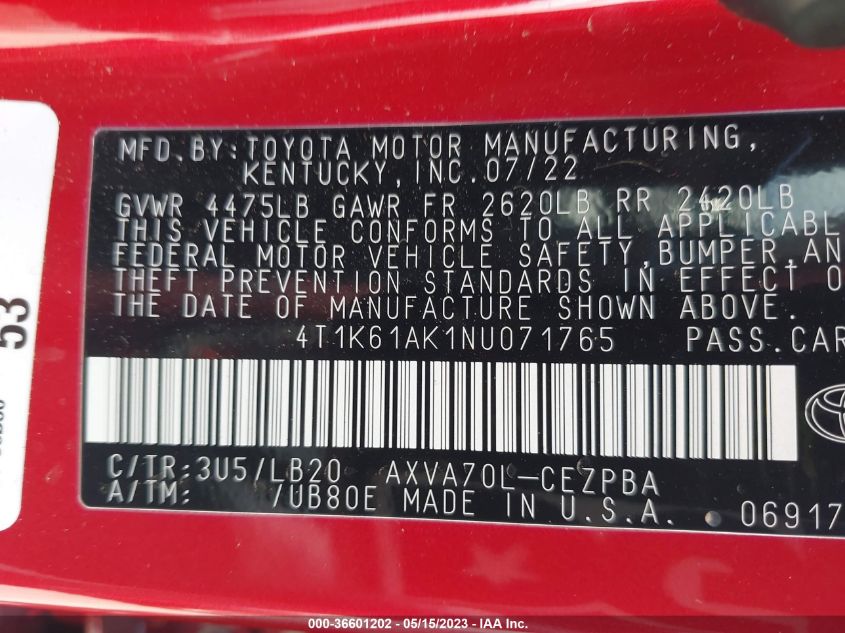 MFD.BY:TOYOTA MOTOR MANUFACTURING,
KENTUCKY,INC.07/22
GVWR 4475LB GAWR FR 2620LB RR 2420LB
THIS VEHICLE CONFORMS TO ALL APPLICABL
FEDERAL MOTOR VEHICLE SAFETY,BUMPER,AN
THEFT PREVENTION STANDARDS IN EFFECT O
THE DATE OF MANUFACTURE SHOWN ABOVE.
4T1K61AK1NU071765 PASS.CAR
C/TR:3U5/LB20 AXVA70L-CEZPBA
A/TM: /UB80E MADE IN U.S.A. 06917
53
000-36601202 - 05/15/2023 - IAA Inc.